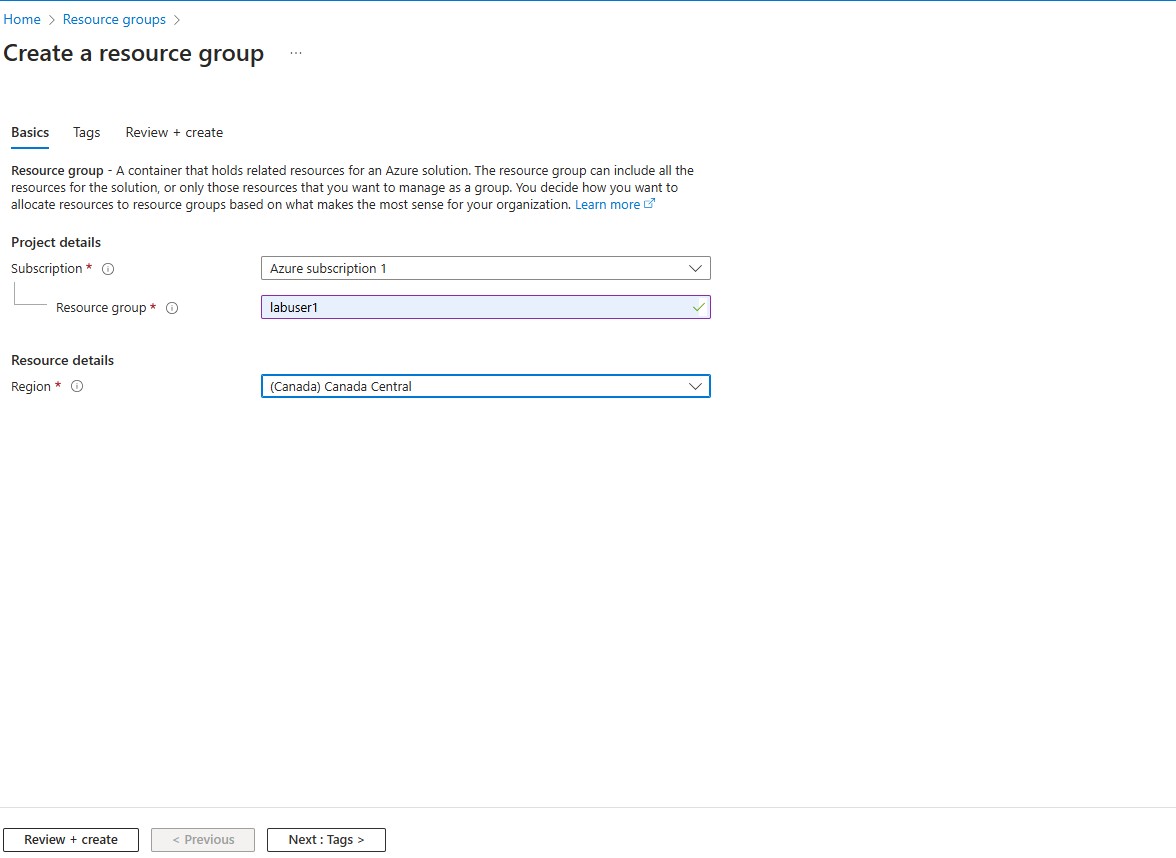 Home > Resource groups >
Create a resource group ...
Basics Tags Review + create
Resource group - A container that holds related resources for an Azure solution. The resource group can include all the
resources for the solution, or only those resources that you want to manage as a group. You decide how you want to
allocate resources to resource groups based on what makes the most sense for your organization. Learn more
Project details
Subscription * Azure subscription 1
Resource group * labuser1
Resource details
Region * (Canada) Canada Central
Review + create < Previous Next : Tags >